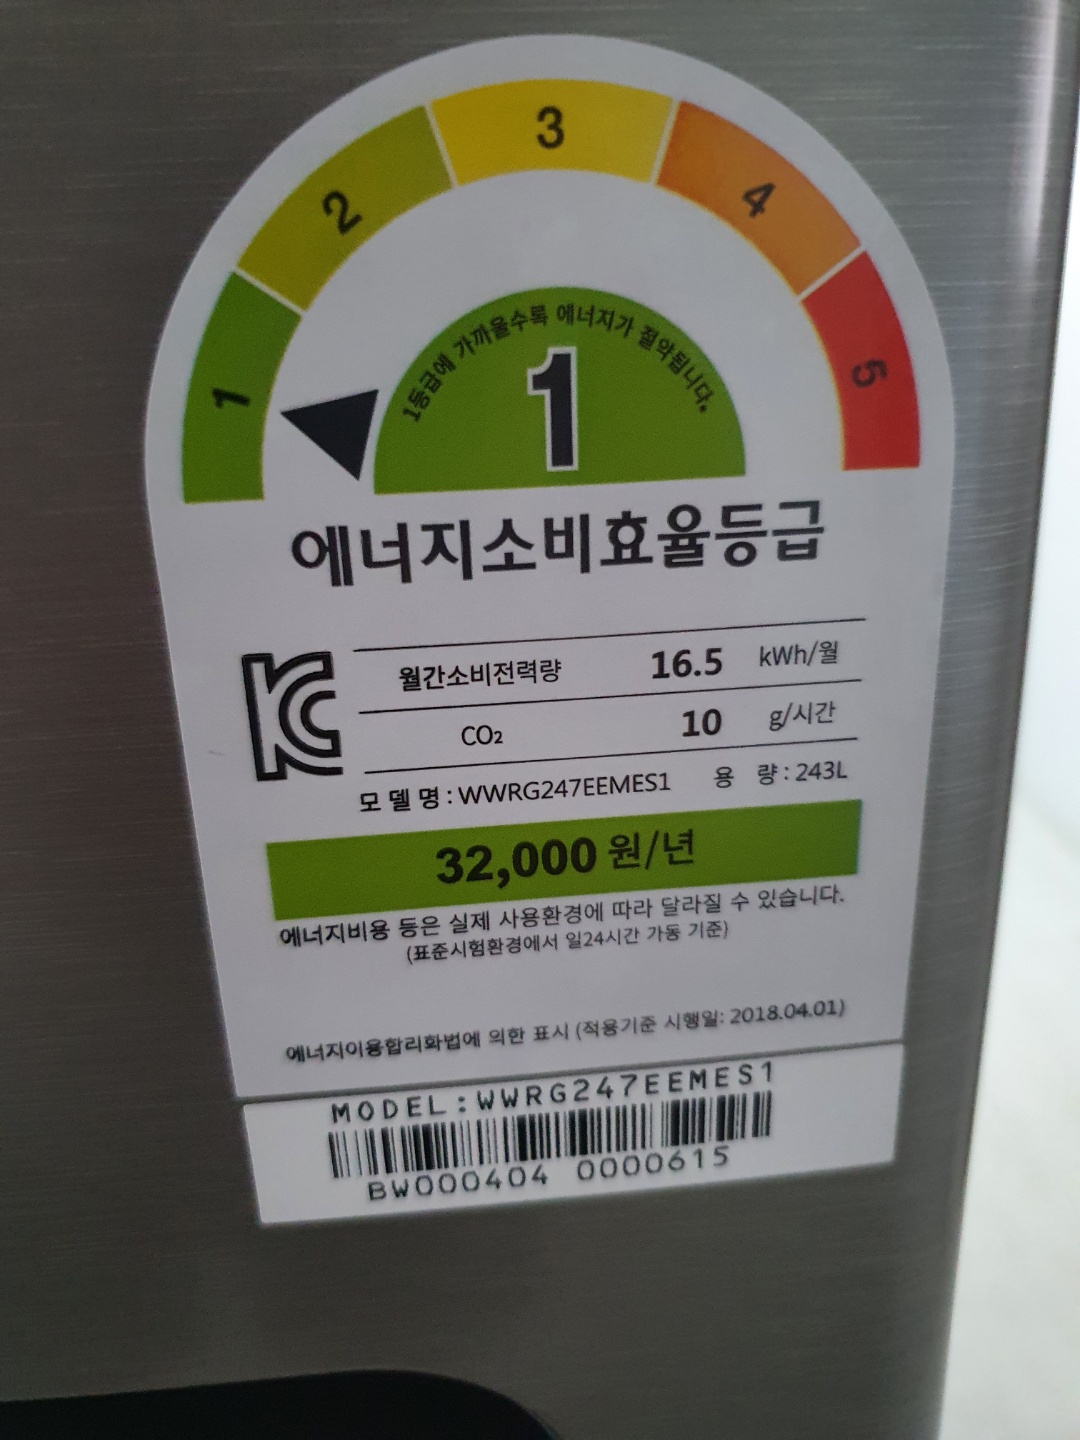 1 2 3 4 5
1등급에 가까울수록 에너지가 절약됩니다.
1
에너지소비효율등급
월간소비전력량 16.5 kWh/월
CO₂ 10 g/시간
모 델 명 : WWRG247EEMES1 용 량 : 243L
32,000 원/년
에너지비용 등은 실제 사용환경에 따라 달라질 수 있습니다.
(표준시험환경에서 일24시간 가동 기준)
에너지이용합리화법에 의한 표시 (적용기준 시행일: 2018.04.01)
MODEL:WWRG247EEMES1
BW000404 0000615